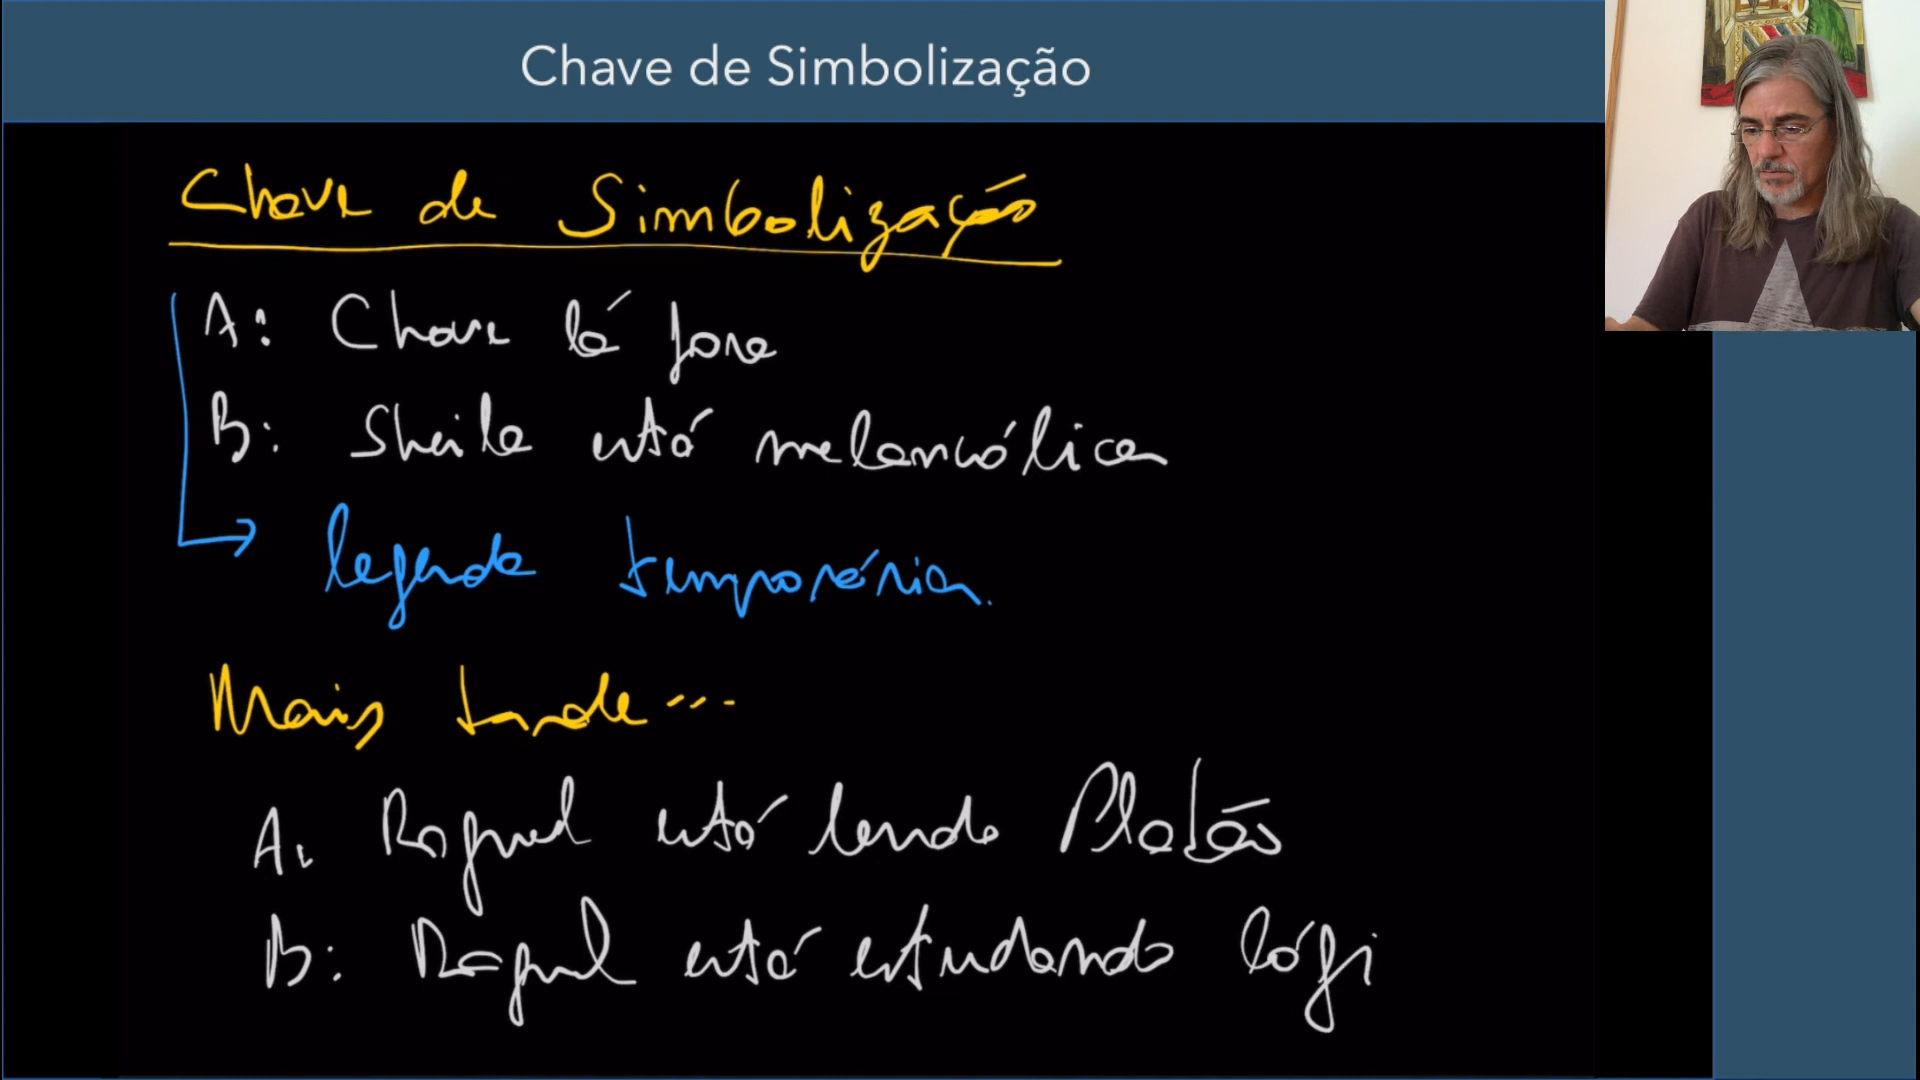 Chave de Simbolização
Chave de Simbolização
A: Chove lá fora
B: Sheila está melancólica
legenda temporária.
Mais tarde...
A: Raquel está lendo Platão
B: Raquel está estudando lógi